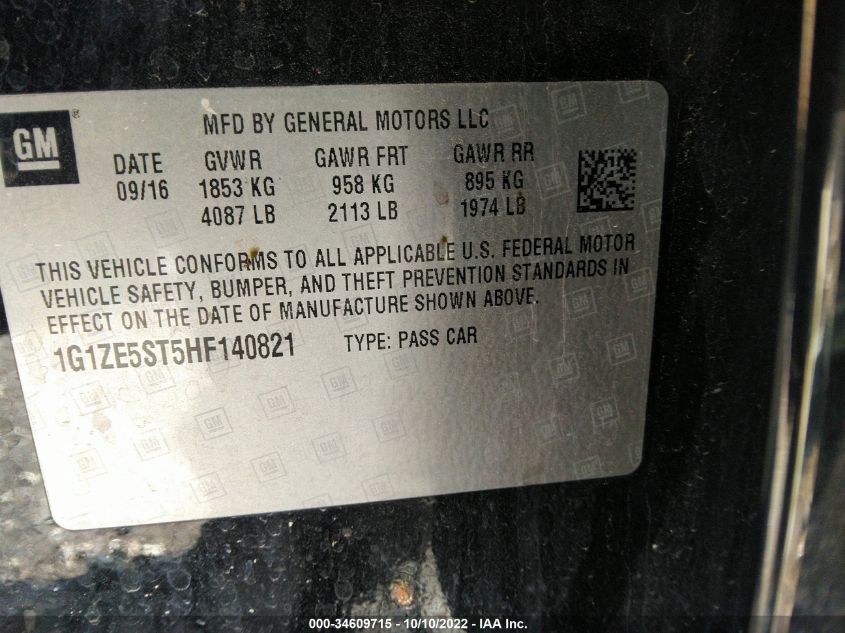 GM ®
MFD BY GENERAL MOTORS LLC
DATE GVWR GAWR FRT GAWR RR
09/16 1853 KG 958 KG 895 KG
4087 LB 2113 LB 1974 LB
THIS VEHICLE CONFORMS TO ALL APPLICABLE U.S. FEDERAL MOTOR
VEHICLE SAFETY, BUMPER, AND THEFT PREVENTION STANDARDS IN
EFFECT ON THE DATE OF MANUFACTURE SHOWN ABOVE.
1G1ZE5ST5HF140821 TYPE: PASS CAR
000-34609715 - 10/10/2022 - IAA Inc.